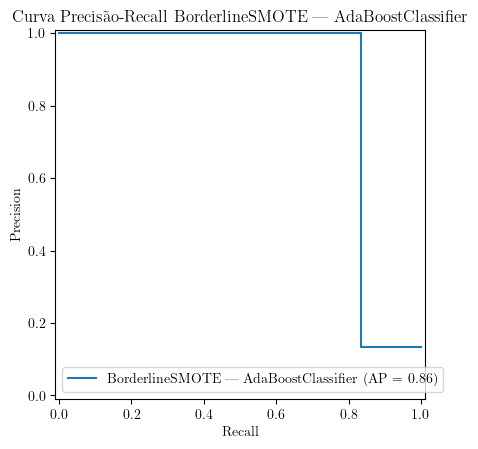 Curva Precisão-Recall BorderlineSMOTE — AdaBoostClassifier
1.0
0.8
0.6
0.4
0.2
0.0
Precision
BorderlineSMOTE — AdaBoostClassifier (AP = 0.86)
0.0 0.2 0.4 0.6 0.8 1.0
Recall